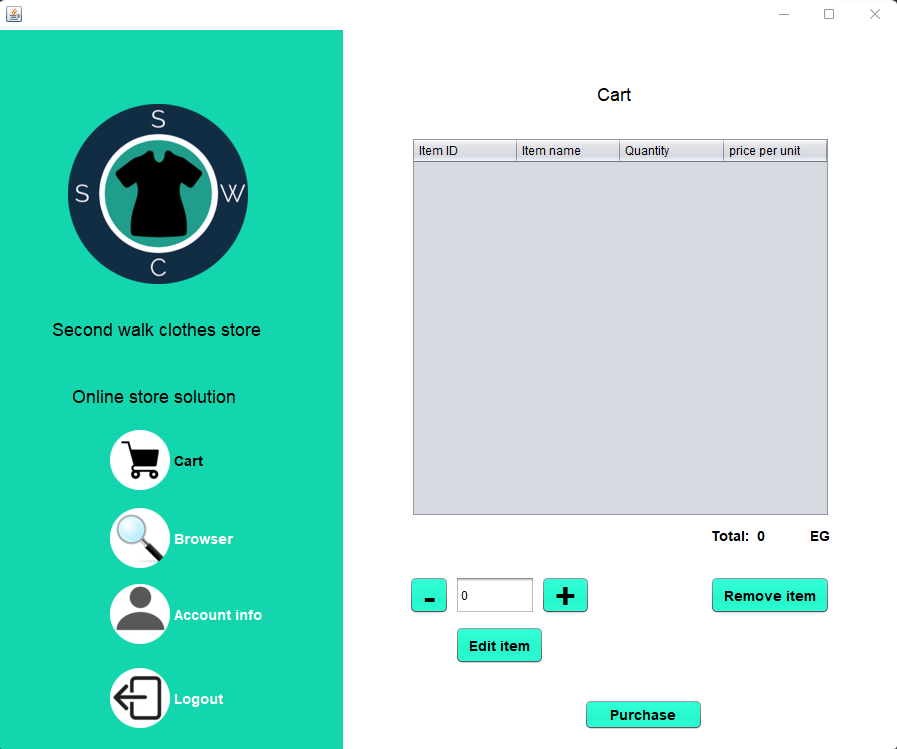 S
S W
C
Second walk clothes store
Online store solution
Cart
Browser
Account info
Logout
Cart
Item ID Item name Quantity price per unit
Total: 0 EG
- 0 + Remove item
Edit item
Purchase